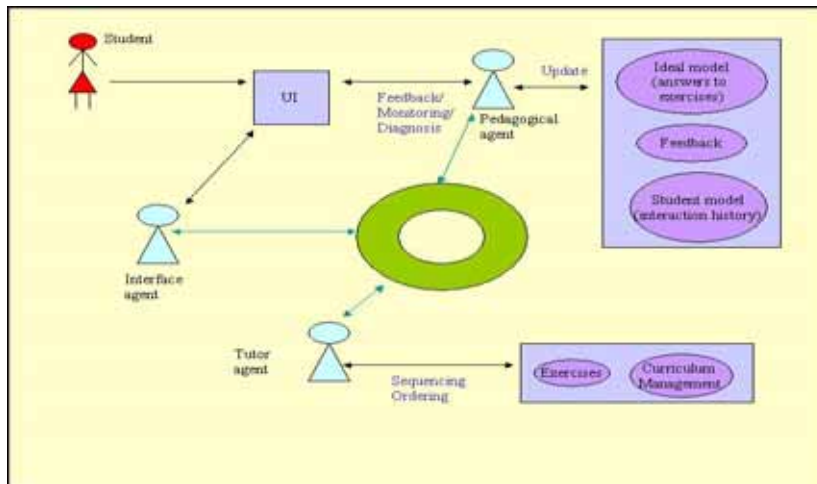 Student
UI
Feedback/
Monitoring/
Diagnosis
Pedagogical
agent
Update
Ideal model
(answers to
exercises)
Feedback
Student model
(interaction history)
Interface
agent
Tutor
agent
Sequencing
Ordering
Exercises
Curriculum
Management